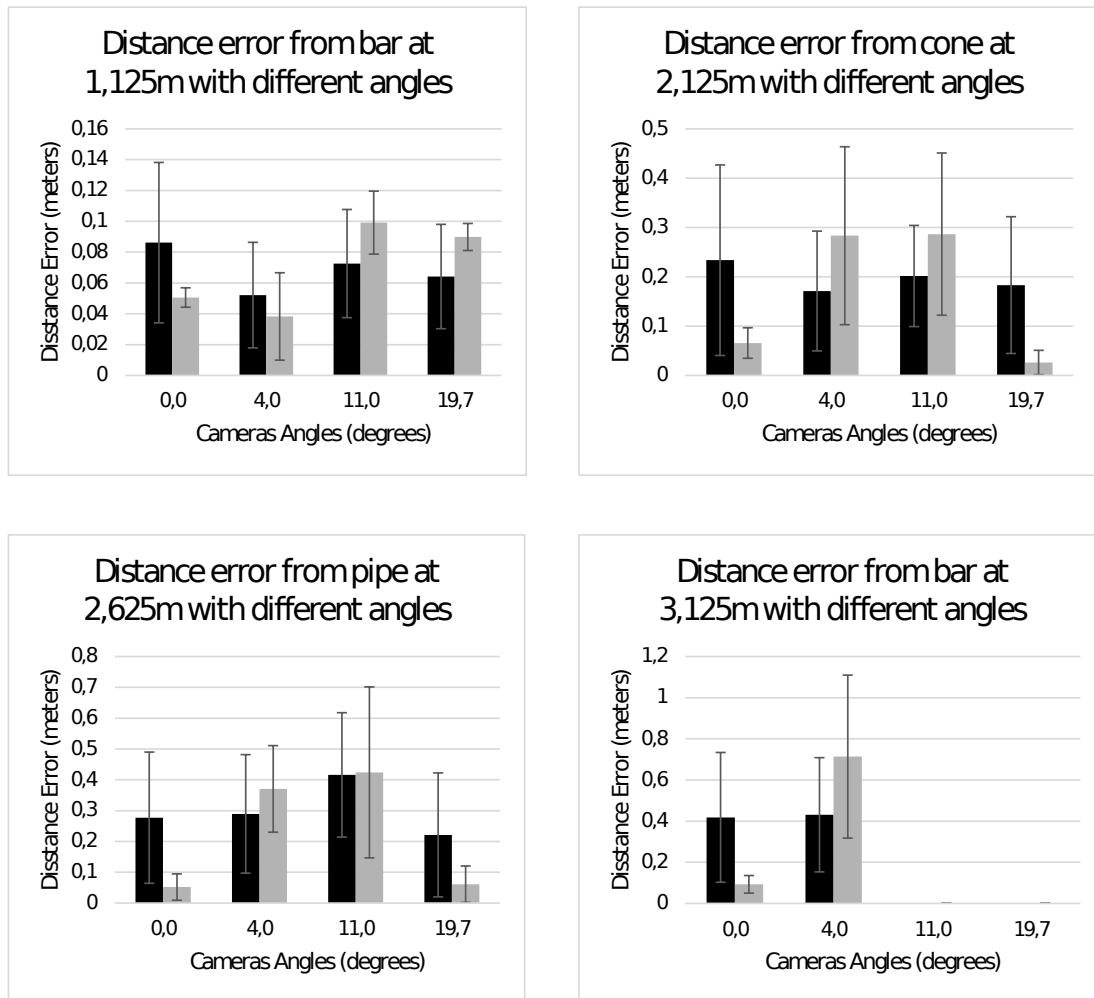 Distance error from bar at
1,125m with different angles
Disstance Error (meters)
0,16
0,14
0,12
0,1
0,08
0,06
0,04
0,02
0
0,0 4,0 11,0 19,7
Cameras Angles (degrees)
Distance error from cone at
2,125m with different angles
Disstance Error (meters)
0,5
0,4
0,3
0,2
0,1
0
0,0 4,0 11,0 19,7
Cameras Angles (degrees)
Distance error from pipe at
2,625m with different angles
Disstance Error (meters)
0,8
0,7
0,6
0,5
0,4
0,3
0,2
0,1
0
0,0 4,0 11,0 19,7
Cameras Angles (degrees)
Distance error from bar at
3,125m with different angles
Disstance Error (meters)
1,2
1
0,8
0,6
0,4
0,2
0
0,0 4,0 11,0 19,7
Cameras Angles (degrees)